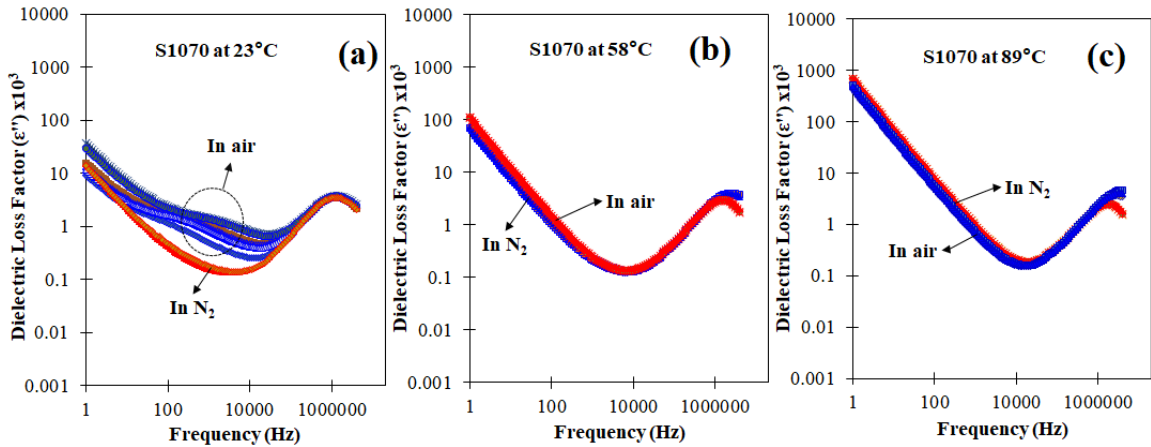 Dielectric Loss Factor (ε") x10³
10000
1000
100
10
1
0.1
0.01
0.001
S1070 at 23°C
(a)
In air
In N₂
1 100 10000 1000000
Frequency (Hz)
Dielectric Loss Factor (ε") x10³
10000
1000
100
10
1
0.1
0.01
0.001
S1070 at 58°C
(b)
In air
In N₂
1 100 10000 1000000
Frequency (Hz)
Dielectric Loss Factor (ε") x10³
10000
1000
100
10
1
0.1
0.01
0.001
S1070 at 89°C
(c)
In N₂
In air
1 100 10000 1000000
Frequency (Hz)